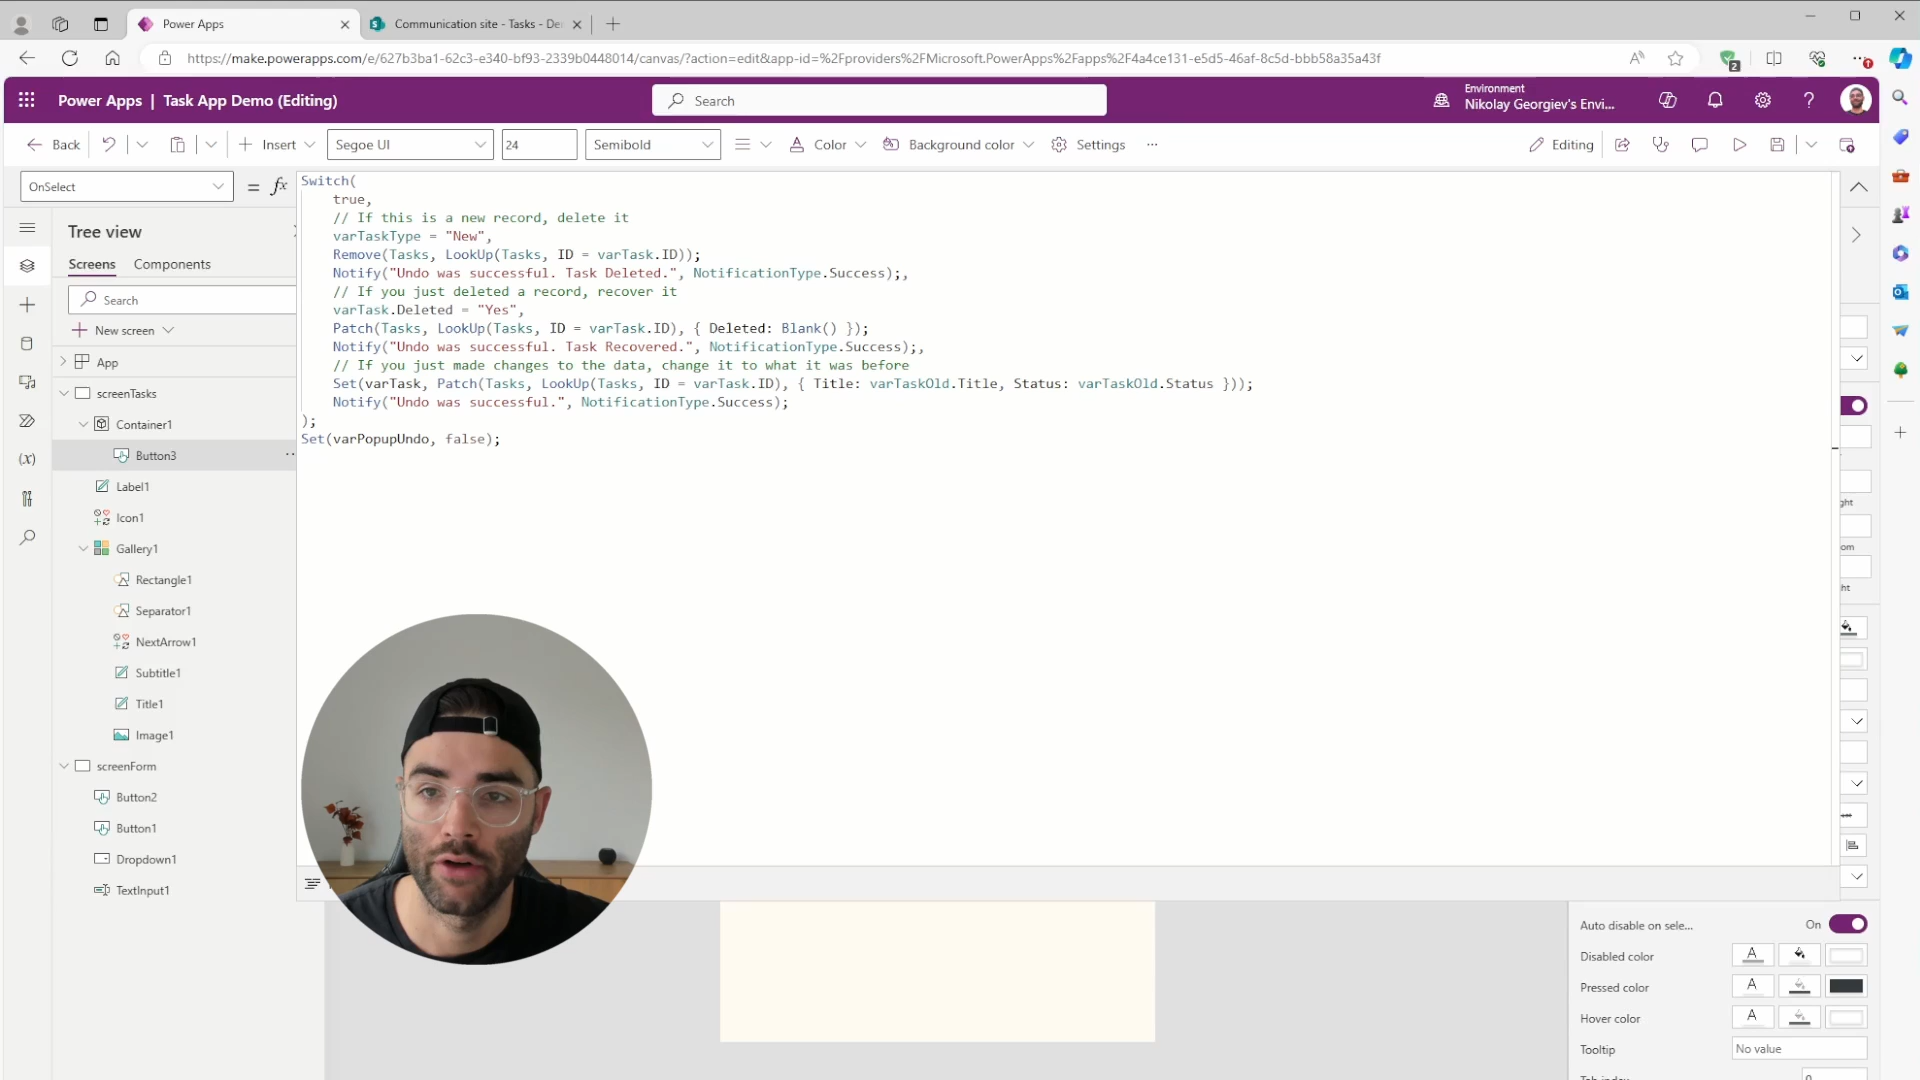 Power Apps
Communication site - Tasks - De
https://make.powerapps.com/e/627b3ba1-62c3-e340-bf93-2339b0448014/canvas/?action=edit&app-id=%2Fproviders%2FMicrosoft.PowerApps%2Fapps%2F4a4ce131-e5d5-46af-8c5d-bbb58a35a43f
2
Power Apps | Task App Demo (Editing)
Search
Environment
Nikolay Georgiev's Envi...
Back
Insert
Segoe UI
24
Semibold
Color
Background color
Settings
Editing
OnSelect
= fx
Switch(
true,
// If this is a new record, delete it
varTaskType = "New",
Remove(Tasks, LookUp(Tasks, ID = varTask.ID));
Notify("Undo was successful. Task Deleted.", NotificationType.Success);,
// If you just deleted a record, recover it
varTask.Deleted = "Yes",
Patch(Tasks, LookUp(Tasks, ID = varTask.ID), { Deleted: Blank() });
Notify("Undo was successful. Task Recovered.", NotificationType.Success);,
// If you just made changes to the data, change it to what it was before
Set(varTask, Patch(Tasks, LookUp(Tasks, ID = varTask.ID), { Title: varTaskOld.Title, Status: varTaskOld.Status }));
Notify("Undo was successful.", NotificationType.Success);
);
Set(varPopupUndo, false);
Tree view
Screens
Components
Search
New screen
App
screenTasks
Container1
Button3
Label1
Icon1
Gallery1
Rectangle1
Separator1
NextArrow1
Subtitle1
Title1
Image1
screenForm
Button2
Button1
Dropdown1
TextInput1
ght
om
ht
Auto disable on sele...
On
Disabled color
Pressed color
Hover color
Tooltip
No value